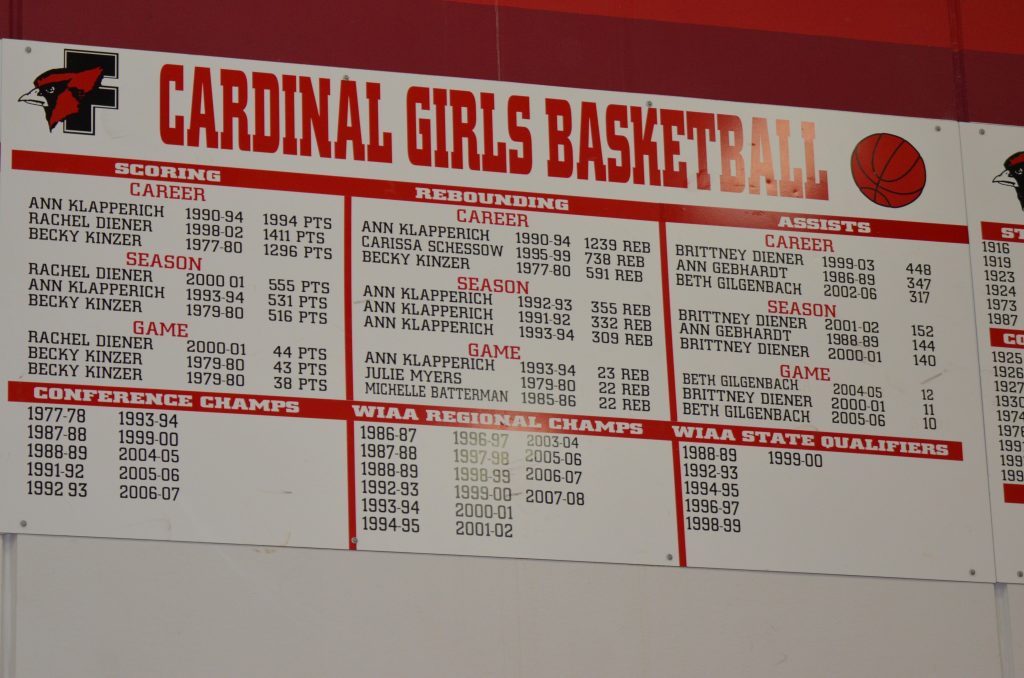 F
CARDINAL GIRLS BASKETBALL
SCORING
CAREER
ANN KLAPPERICH 1990-94 1994 PTS
RACHEL DIENER 1998-02 1411 PTS
BECKY KINZER 1977-80 1296 PTS
SEASON
RACHEL DIENER 2000 01 555 PTS
ANN KLAPPERICH 1993-94 531 PTS
BECKY KINZER 1979-80 516 PTS
GAME
RACHEL DIENER 2000-01 44 PTS
BECKY KINZER 1979-80 43 PTS
BECKY KINZER 1979-80 38 PTS
REBOUNDING
CAREER
ANN KLAPPERICH 1990-94 1239 REB
CARISSA SCHESSOW 1995-99 738 REB
BECKY KINZER 1977-80 591 REB
SEASON
ANN KLAPPERICH 1992-93 355 REB
ANN KLAPPERICH 1991-92 332 REB
ANN KLAPPERICH 1993-94 309 REB
GAME
ANN KLAPPERICH 1993-94 23 REB
JULIE MYERS 1979-80 22 REB
MICHELLE BATTERMAN 1985-86 22 REB
ASSISTS
CAREER
BRITTNEY DIENER 1999-03 448
ANN GEBHARDT 1986-89 347
BETH GILGENBACH 2002-06 317
SEASON
BRITTNEY DIENER 2001-02 152
ANN GEBHARDT 1988-89 144
BRITTNEY DIENER 2000-01 140
GAME
BETH GILGENBACH 2004-05 12
BRITTNEY DIENER 2000-01 11
BETH GILGENBACH 2005-06 10
CONFERENCE CHAMPS
1977-78 1993-94
1987-88 1999-00
1988-89 2004-05
1991-92 2005-06
1992 93 2006-07
WIAA REGIONAL CHAMPS
1986-87 1996-97 2003-04
1987-88 1997-98 2005-06
1988-89 1998-99 2006-07
1992-93 1999-00 2007-08
1993-94 2000-01
1994-95 2001-02
WIAA STATE QUALIFIERS
1988-89 1999-00
1992-93
1994-95
1996-97
1998-99
ST
1916
1919
1923
1924
1973
1987
CO
1925
1926
1927
1930
1974